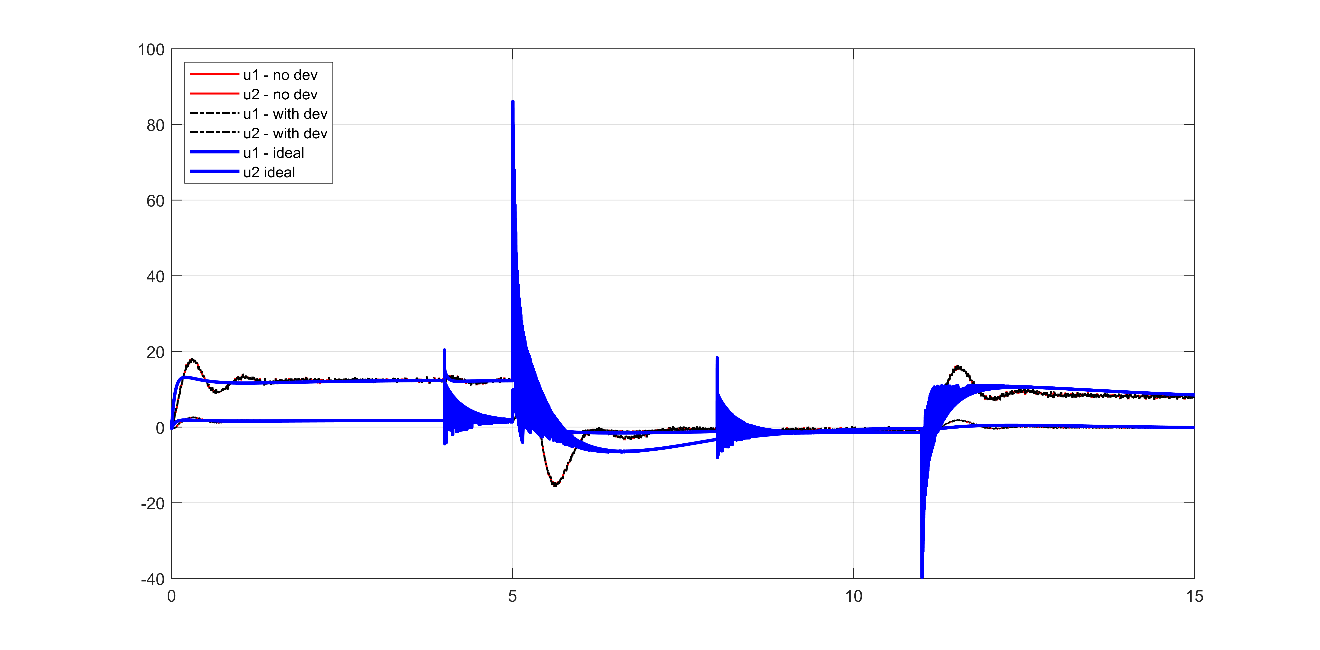 100
80
60
40
20
0
-20
-40
u1 - no dev
u2 - no dev
u1 - with dev
u2 - with dev
u1 - ideal
u2 ideal
0 5 10 15